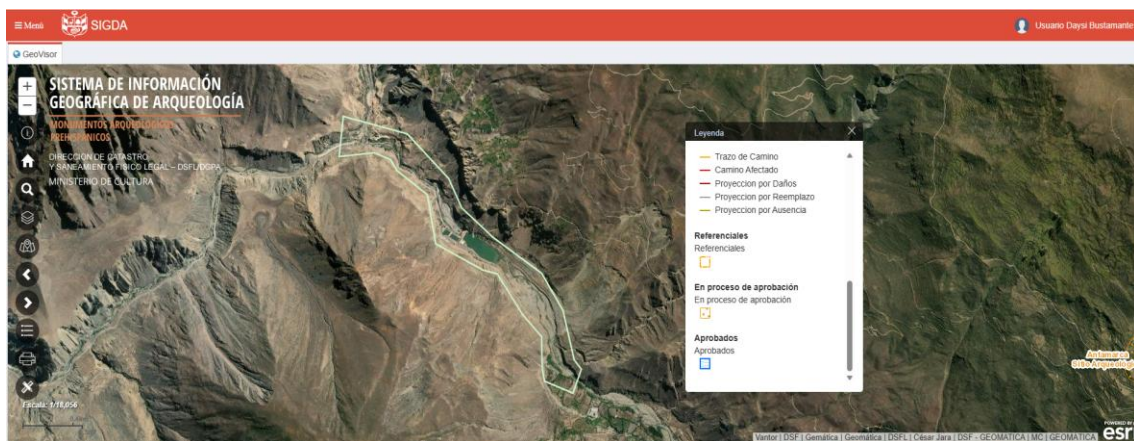 Menú
SIGDA
Usuario Daysi Bustamante
GeoVisor
SISTEMA DE INFORMACIÓN
GEOGRÁFICA DE ARQUEOLOGÍA
MONUMENTOS ARQUEOLÓGICOS
PREHISPÁNICOS
DIRECCIÓN DE CATASTRO
Y SANEAMIENTO FÍSICO LEGAL – DSFL/DGPA
MINISTERIO DE CULTURA
Leyenda
Trazo de Camino
Camino Afectado
Proyeccion por Daños
Proyeccion por Reemplazo
Proyeccion por Ausencia
Referenciales
Referenciales
En proceso de aprobación
En proceso de aprobación
Aprobados
Aprobados
Antamarca
Sitio Arqueológi
Escala: 1/18,056
POWERED BY
esri
Vantor | DSF | Gemática | Geomática | DSFL | César Jara | DSF - GEOMATICA | MC | GEOMATICA